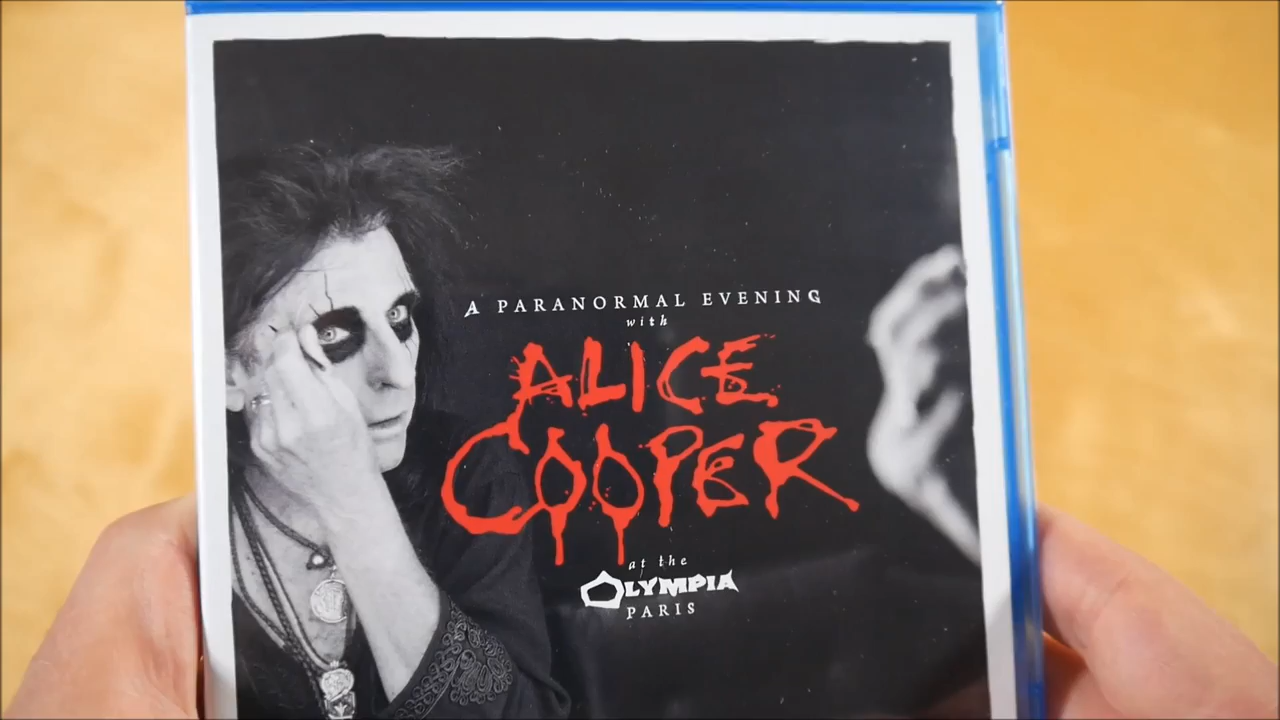 A PARANORMAL EVENING
with
ALICE
COOPER
at the
OLYMPIA
PARIS